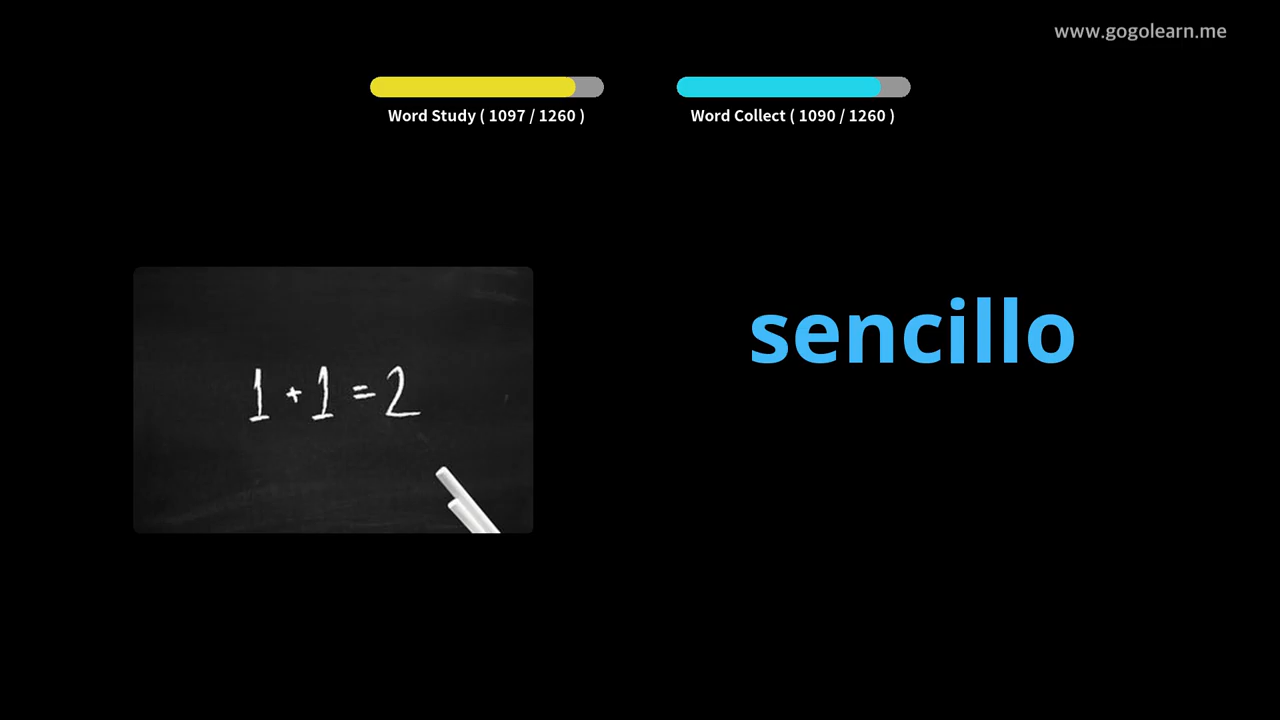 www.gogolearn.me
Word Study ( 1097 / 1260 )
Word Collect ( 1090 / 1260 )
sencillo
1 + 1 = 2